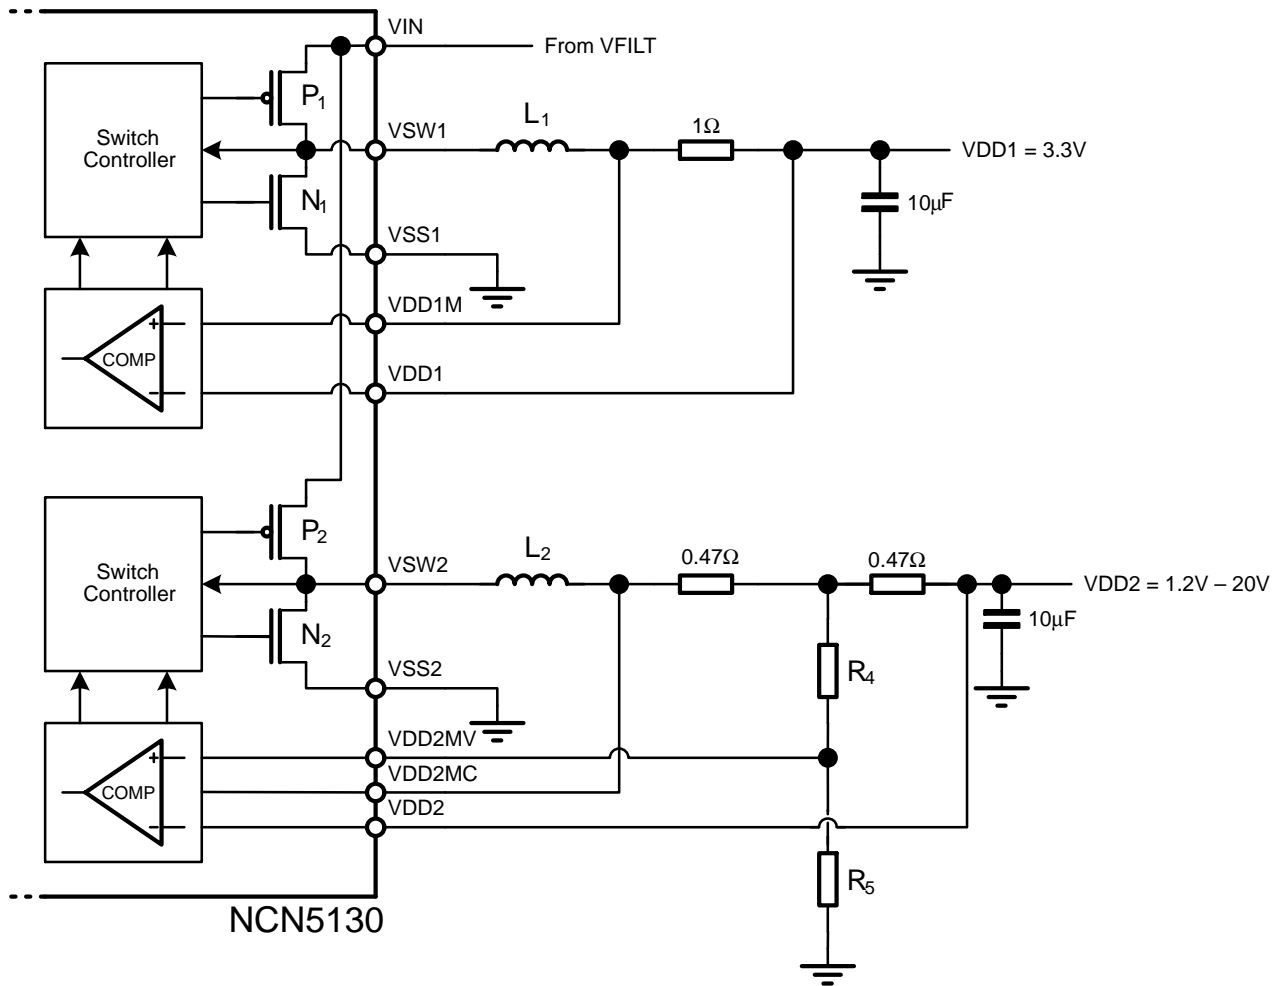 VIN
From VFILT
P1
Switch
Controller
VSW1
L1
1Ω
VDD1 = 3.3V
N1
10µF
VSS1
VDD1M
+
COMP
−
VDD1
P2
Switch
Controller
VSW2
L2
0.47Ω
0.47Ω
VDD2 = 1.2V – 20V
N2
10µF
VSS2
R4
VDD2MV
+
COMP
−
VDD2MC
VDD2
R5
NCN5130